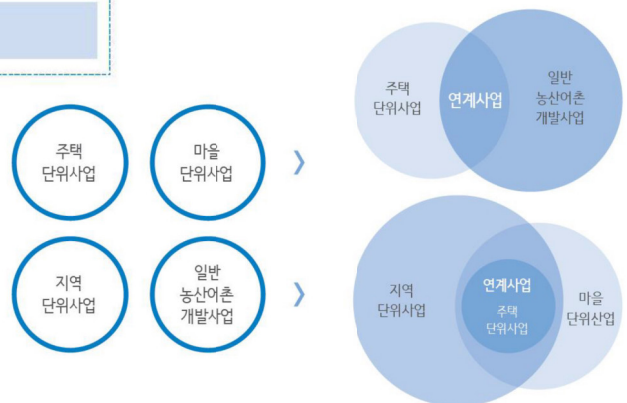 주택
단위사업
마을
단위사업
지역
단위사업
일반
농산어촌
개발사업
주택
단위사업
연계사업
일반
농산어촌
개발사업
지역
단위사업
연계사업
주택
단위사업
마을
단위산업